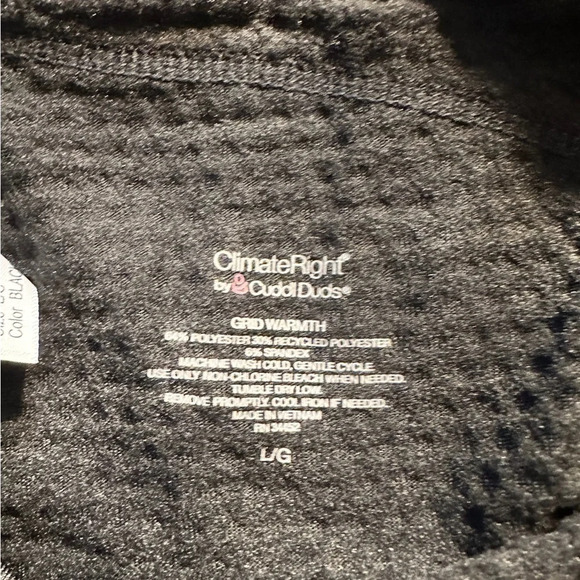 ClimateRight®
by Cuddl Duds®
GRID WARMTH
64% POLYESTER 30% RECYCLED POLYESTER
6% SPANDEX
MACHINE WASH COLD, GENTLE CYCLE.
USE ONLY NON-CHLORINE BLEACH WHEN NEEDED.
TUMBLE DRY LOW.
REMOVE PROMPTLY. COOL IRON IF NEEDED.
MADE IN VIETNAM
RN 34452
L/G
Color BLAC